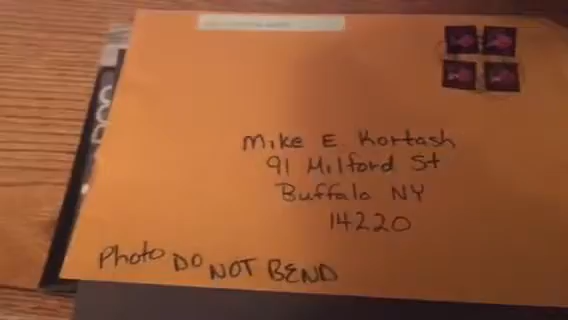 Mike E Kortash
91 Milford St
Buffalo NY
14220
Photo DO NOT BEND